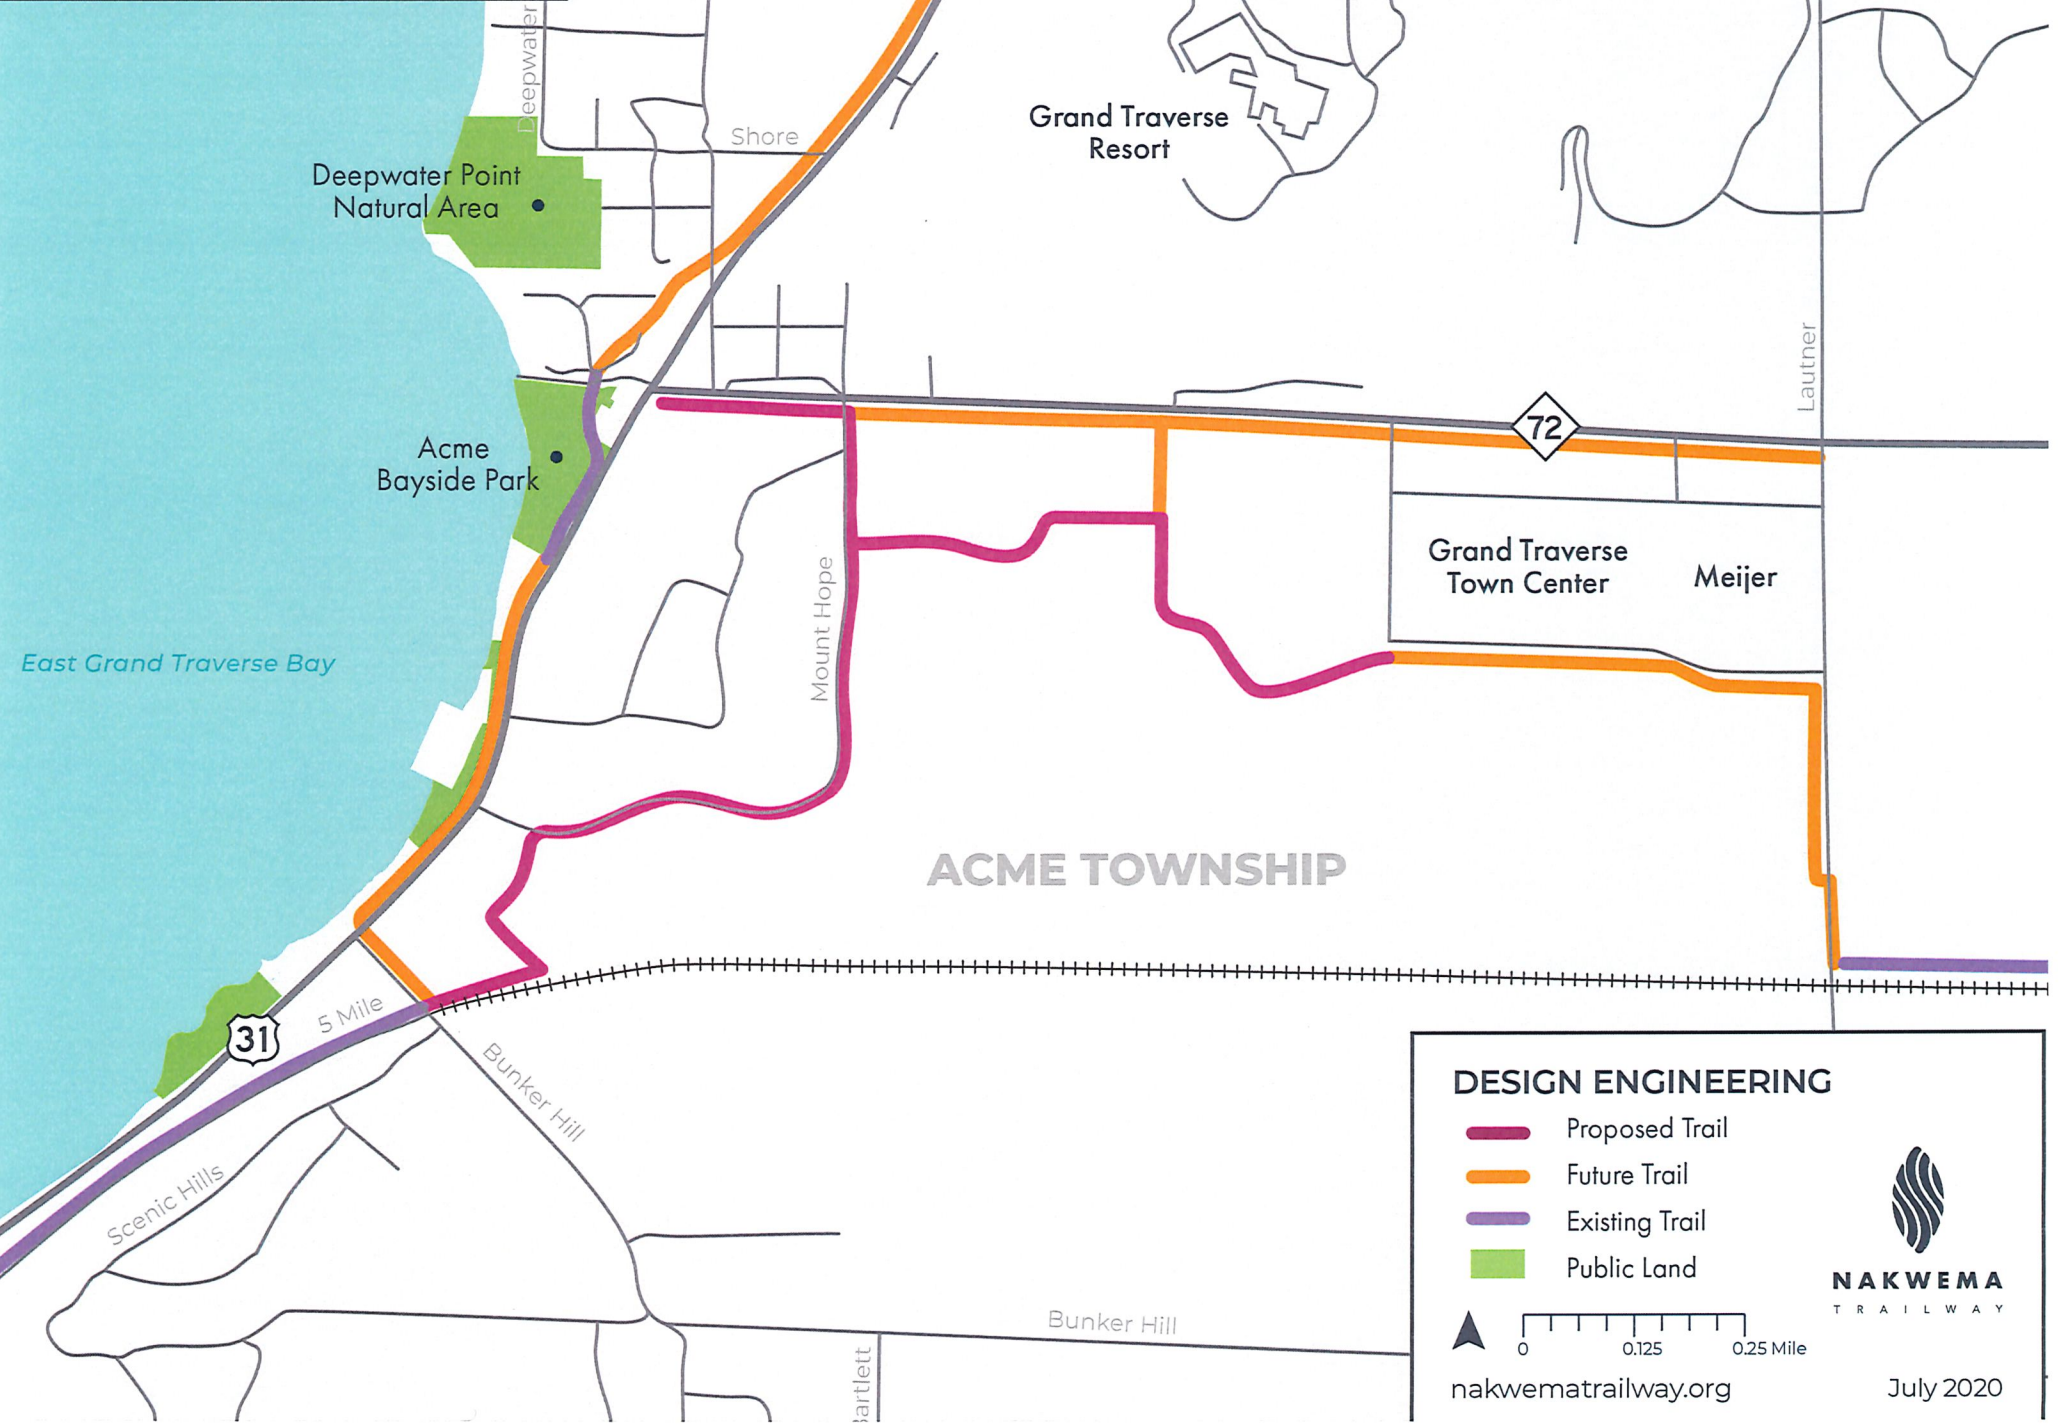 Deepwater
Shore
Grand Traverse
Resort
Deepwater Point
Natural Area
Lautner
72
Acme
Bayside Park
Grand Traverse
Town Center
Meijer
Mount Hope
East Grand Traverse Bay
ACME TOWNSHIP
5 Mile
31
Bunker Hill
Scenic Hills
Bunker Hill
Bartlett
DESIGN ENGINEERING
Proposed Trail
Future Trail
Existing Trail
Public Land
NAKWEMA
TRAILWAY
0
0.125
0.25 Mile
nakwematrailway.org
July 2020